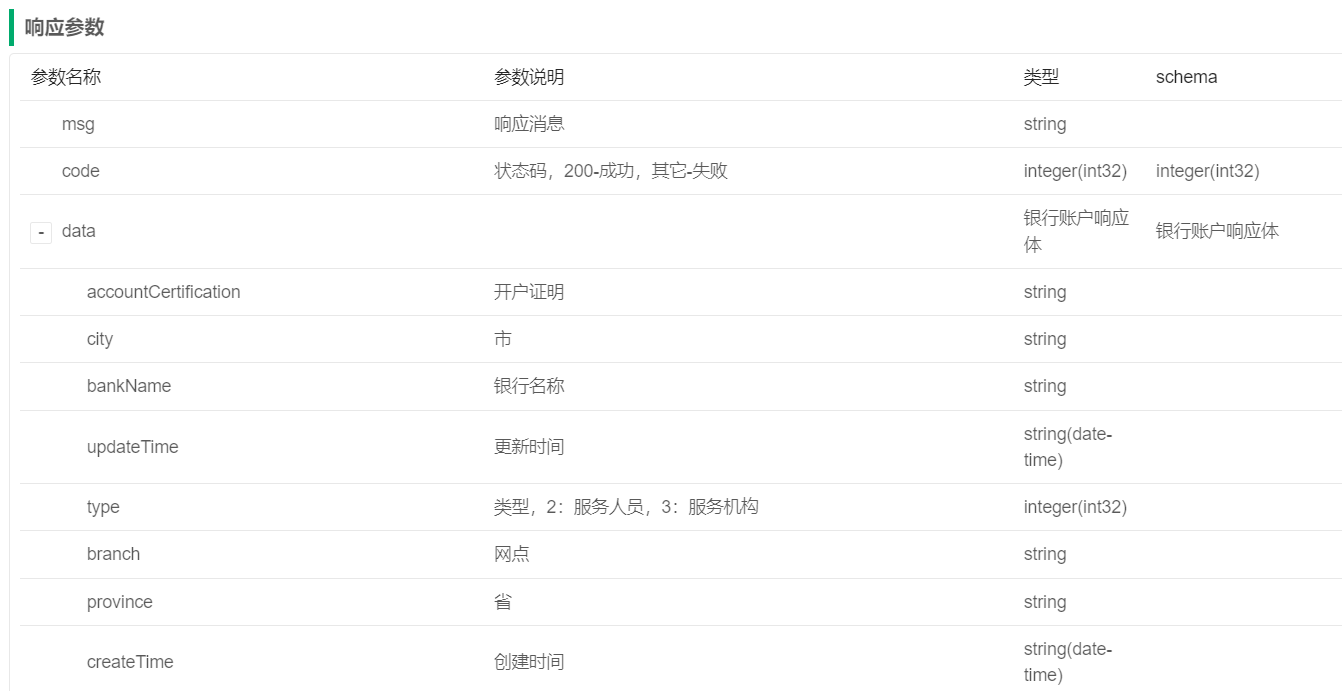 响应参数
参数名称 参数说明 类型 schema
msg 响应消息 string
code 状态码，200-成功，其它-失败 integer(int32) integer(int32)
- data 银行账户响应体 银行账户响应体
accountCertification 开户证明 string
city 市 string
bankName 银行名称 string
updateTime 更新时间 string(date-time)
type 类型，2：服务人员，3：服务机构 integer(int32)
branch 网点 string
province 省 string
createTime 创建时间 string(date-time)